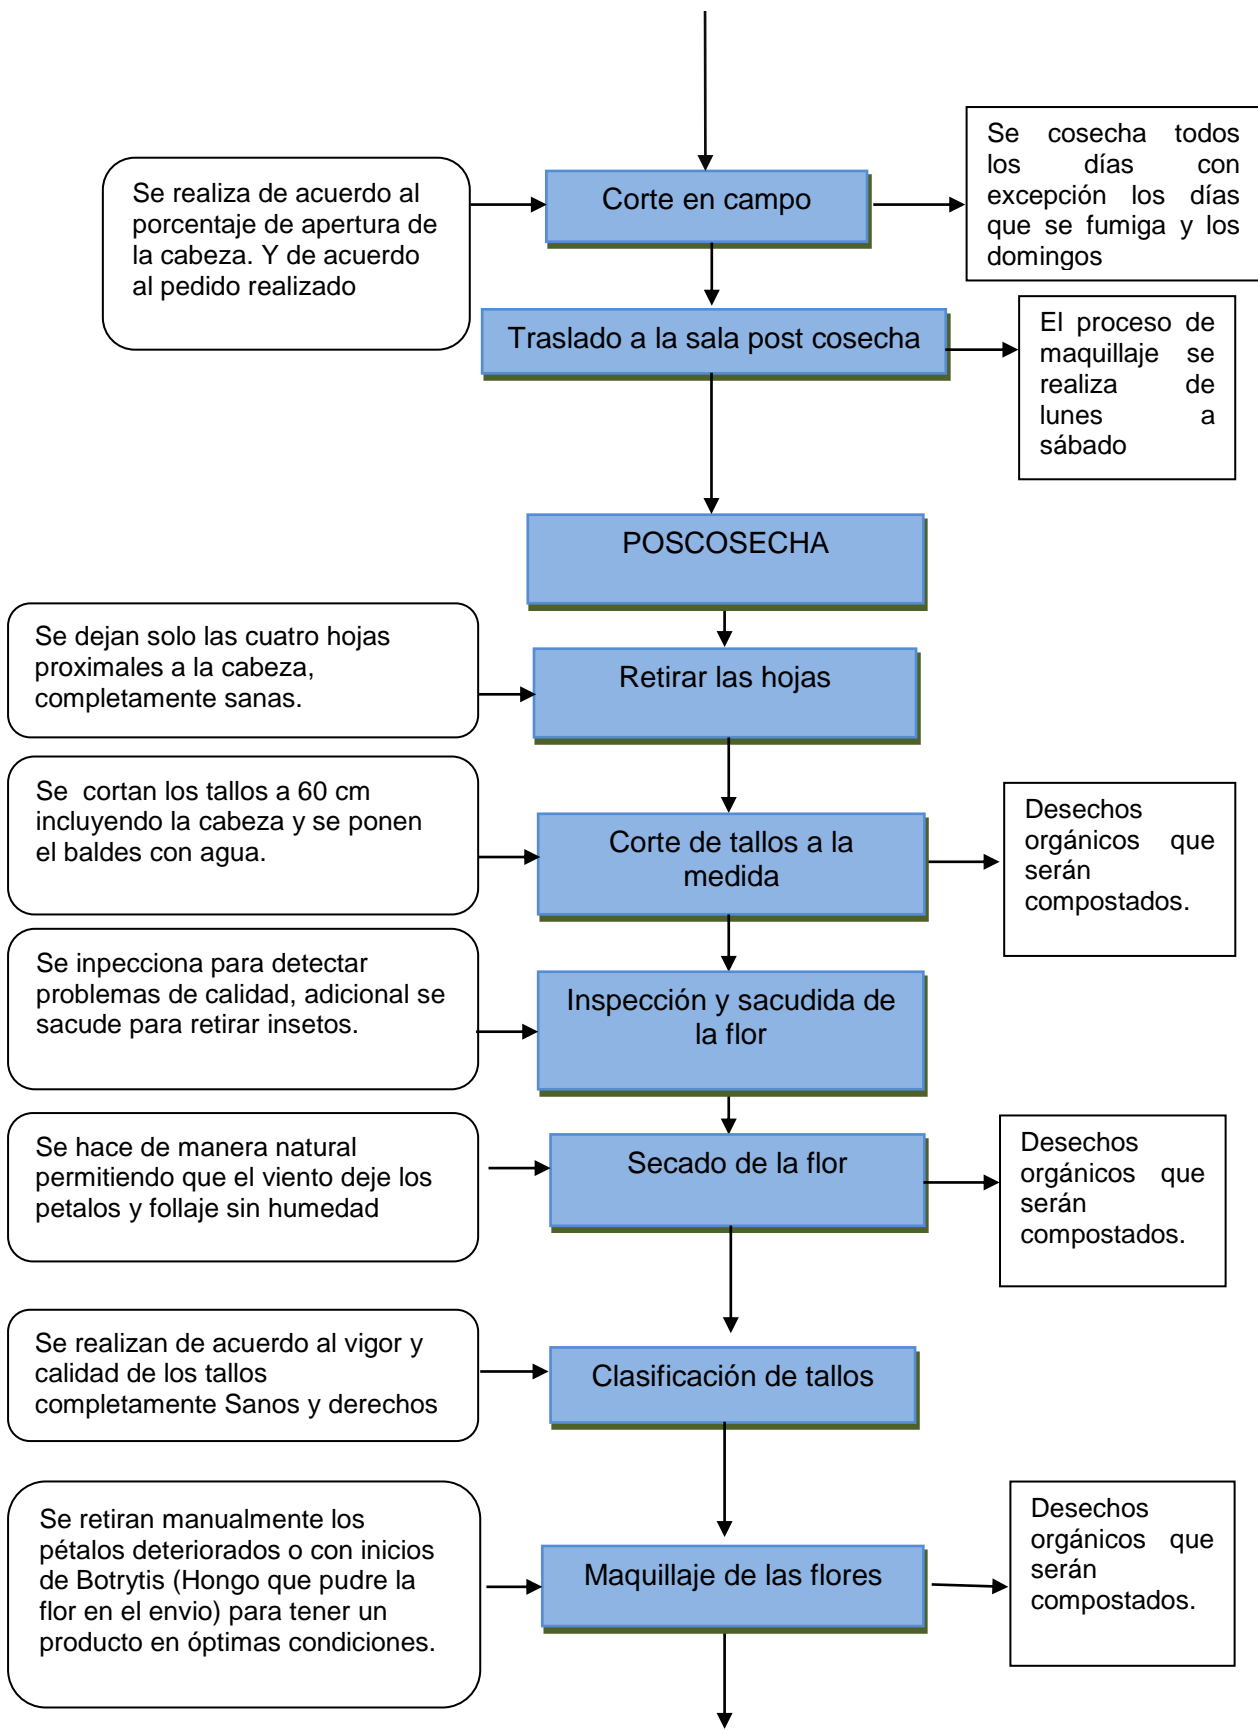 Se realiza de acuerdo al
porcentaje de apertura de
la cabeza. Y de acuerdo
al pedido realizado
Corte en campo
Se cosecha todos
los días con
excepción los días
que se fumiga y los
domingos
Traslado a la sala post cosecha
El proceso de
maquillaje se
realiza de
lunes a
sábado
POSCOSECHA
Se dejan solo las cuatro hojas
proximales a la cabeza,
completamente sanas.
Retirar las hojas
Se cortan los tallos a 60 cm
incluyendo la cabeza y se ponen
el baldes con agua.
Corte de tallos a la
medida
Desechos
orgánicos que
serán
compostados.
Se inpecciona para detectar
problemas de calidad, adicional se
sacude para retirar insetos.
Inspección y sacudida de
la flor
Se hace de manera natural
permitiendo que el viento deje los
petalos y follaje sin humedad
Secado de la flor
Desechos
orgánicos que
serán
compostados.
Se realizan de acuerdo al vigor y
calidad de los tallos
completamente Sanos y derechos
Clasificación de tallos
Se retiran manualmente los
pétalos deteriorados o con inicios
de Botrytis (Hongo que pudre la
flor en el envio) para tener un
producto en óptimas condiciones.
Maquillaje de las flores
Desechos
orgánicos que
serán
compostados.